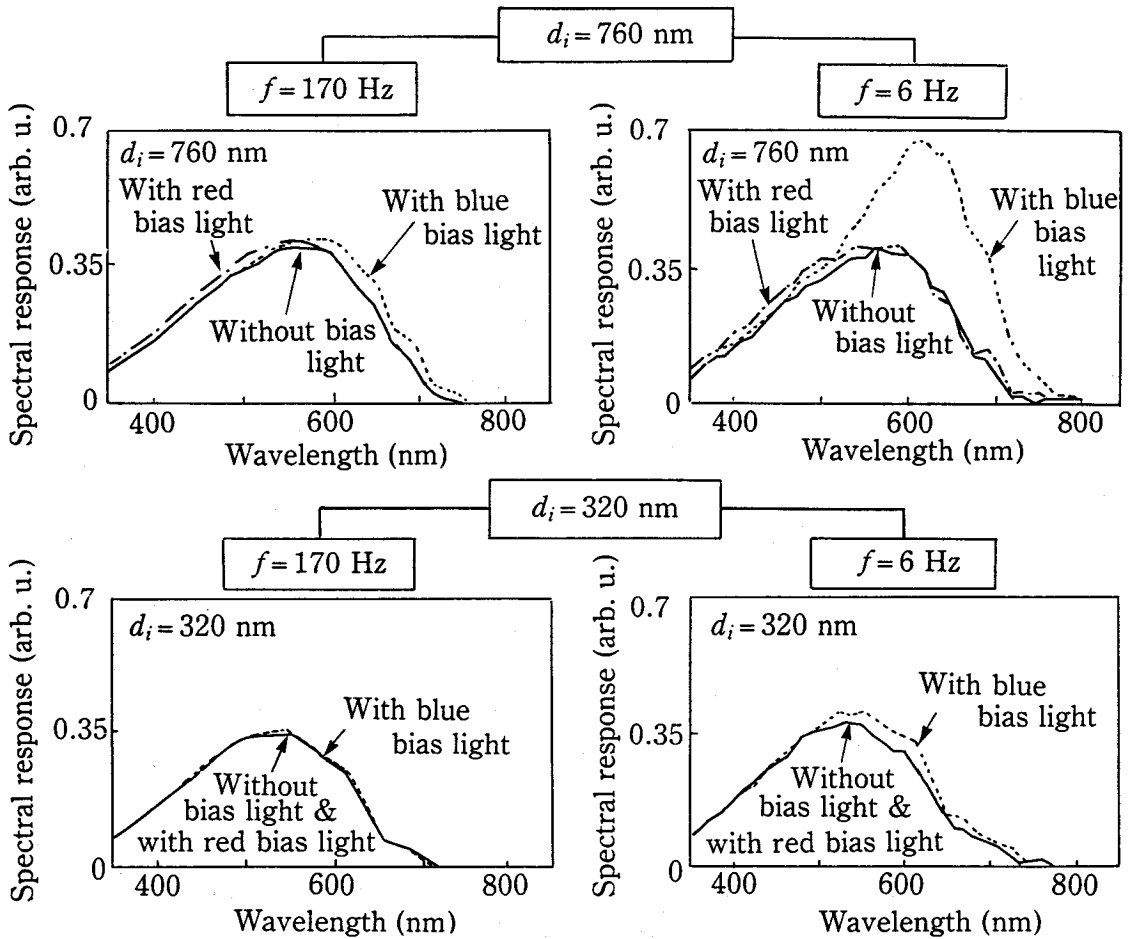 d_i = 760 nm
f = 170 Hz
f = 6 Hz
Spectral response (arb. u.)
0.7
0.35
0
d_i = 760 nm
With red
bias light
With blue
bias light
Without bias
light
400
600
800
Wavelength (nm)
Spectral response (arb. u.)
0.7
0.35
0
d_i = 760 nm
With red
bias light
With blue
bias
light
Without
bias light
400
600
800
Wavelength (nm)
d_i = 320 nm
f = 170 Hz
f = 6 Hz
Spectral response (arb. u.)
0.7
0.35
0
d_i = 320 nm
With blue
bias light
Without
bias light &
with red bias light
400
600
800
Wavelength (nm)
Spectral response (arb. u.)
0.7
0.35
0
d_i = 320 nm
With blue
bias light
Without
bias light &
with red bias light
400
600
800
Wavelength (nm)